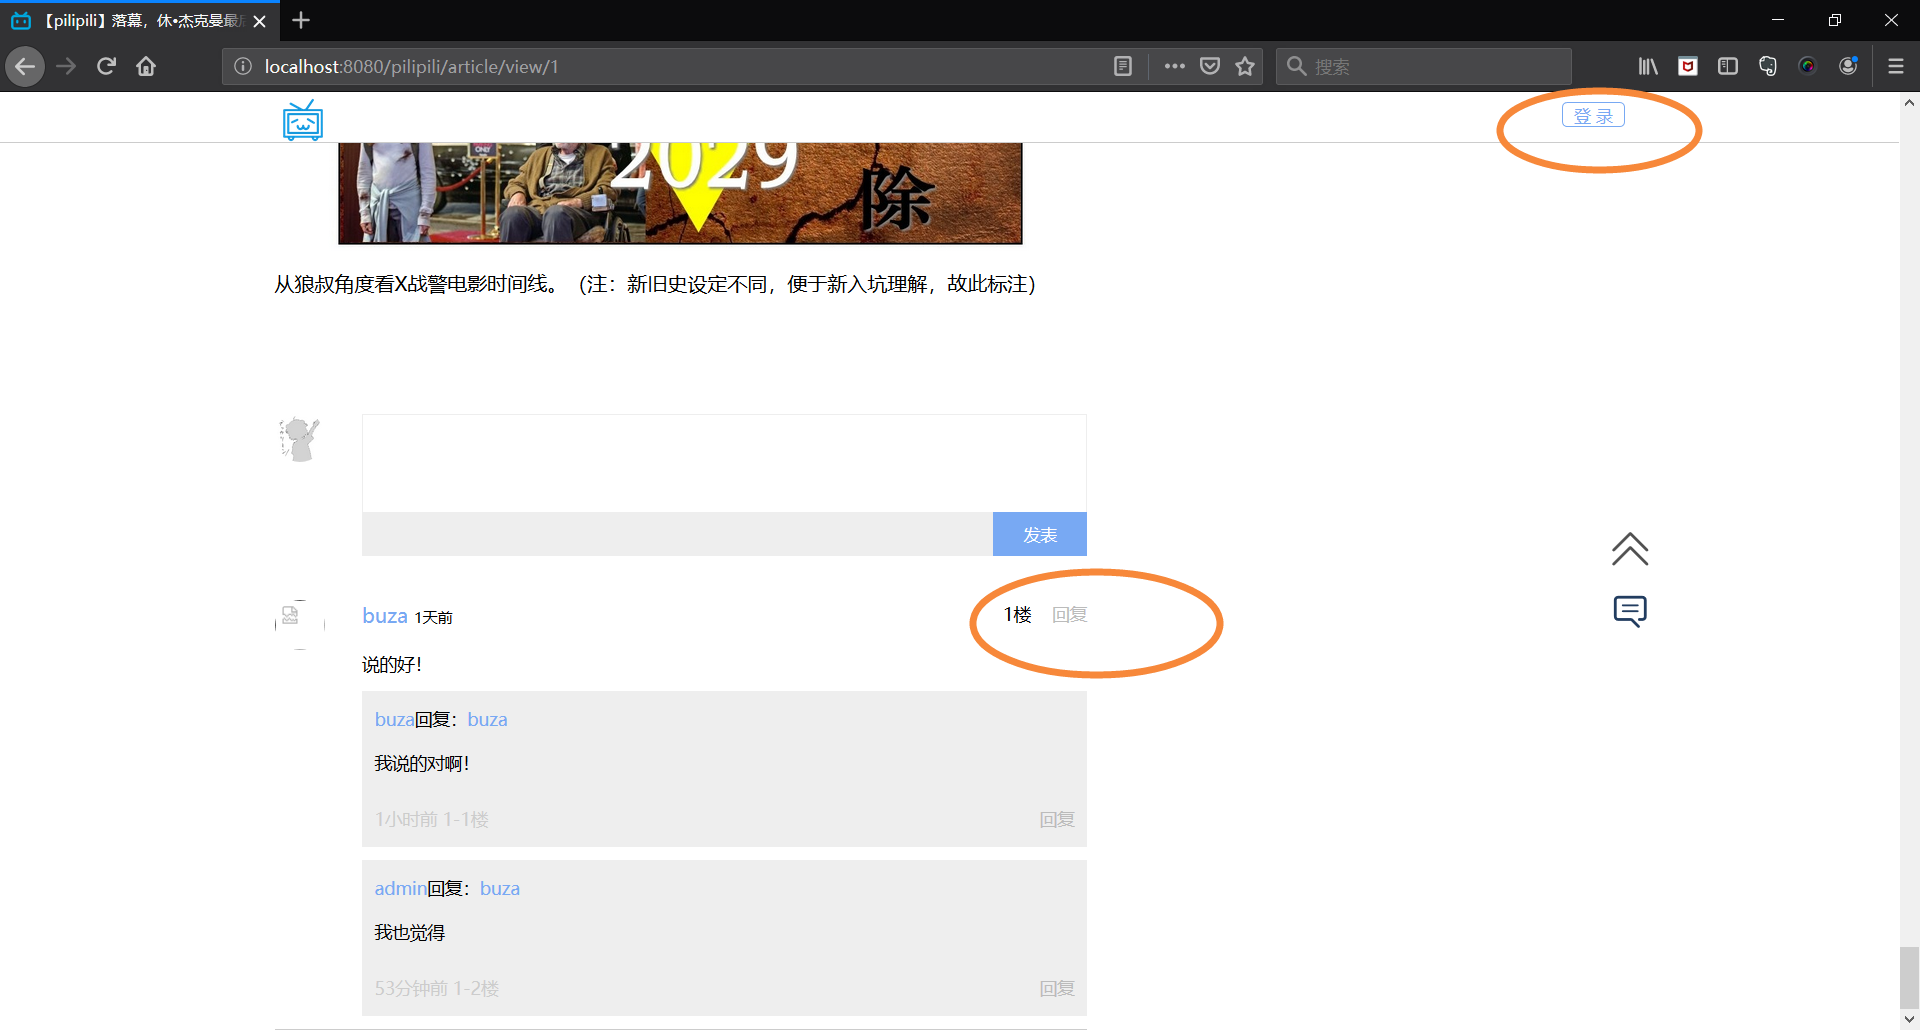 【pilipili】落幕，休•杰克曼最
localhost:8080/pilipili/article/view/1
搜索
登 录
ONLY
2029
除
从狼叔角度看X战警电影时间线。（注：新旧史设定不同，便于新入坑理解，故此标注）
发表
buza 1天前
1楼 回复
说的好！
buza回复：buza
我说的对啊！
1小时前 1-1楼 回复
admin回复：buza
我也觉得
53分钟前 1-2楼 回复